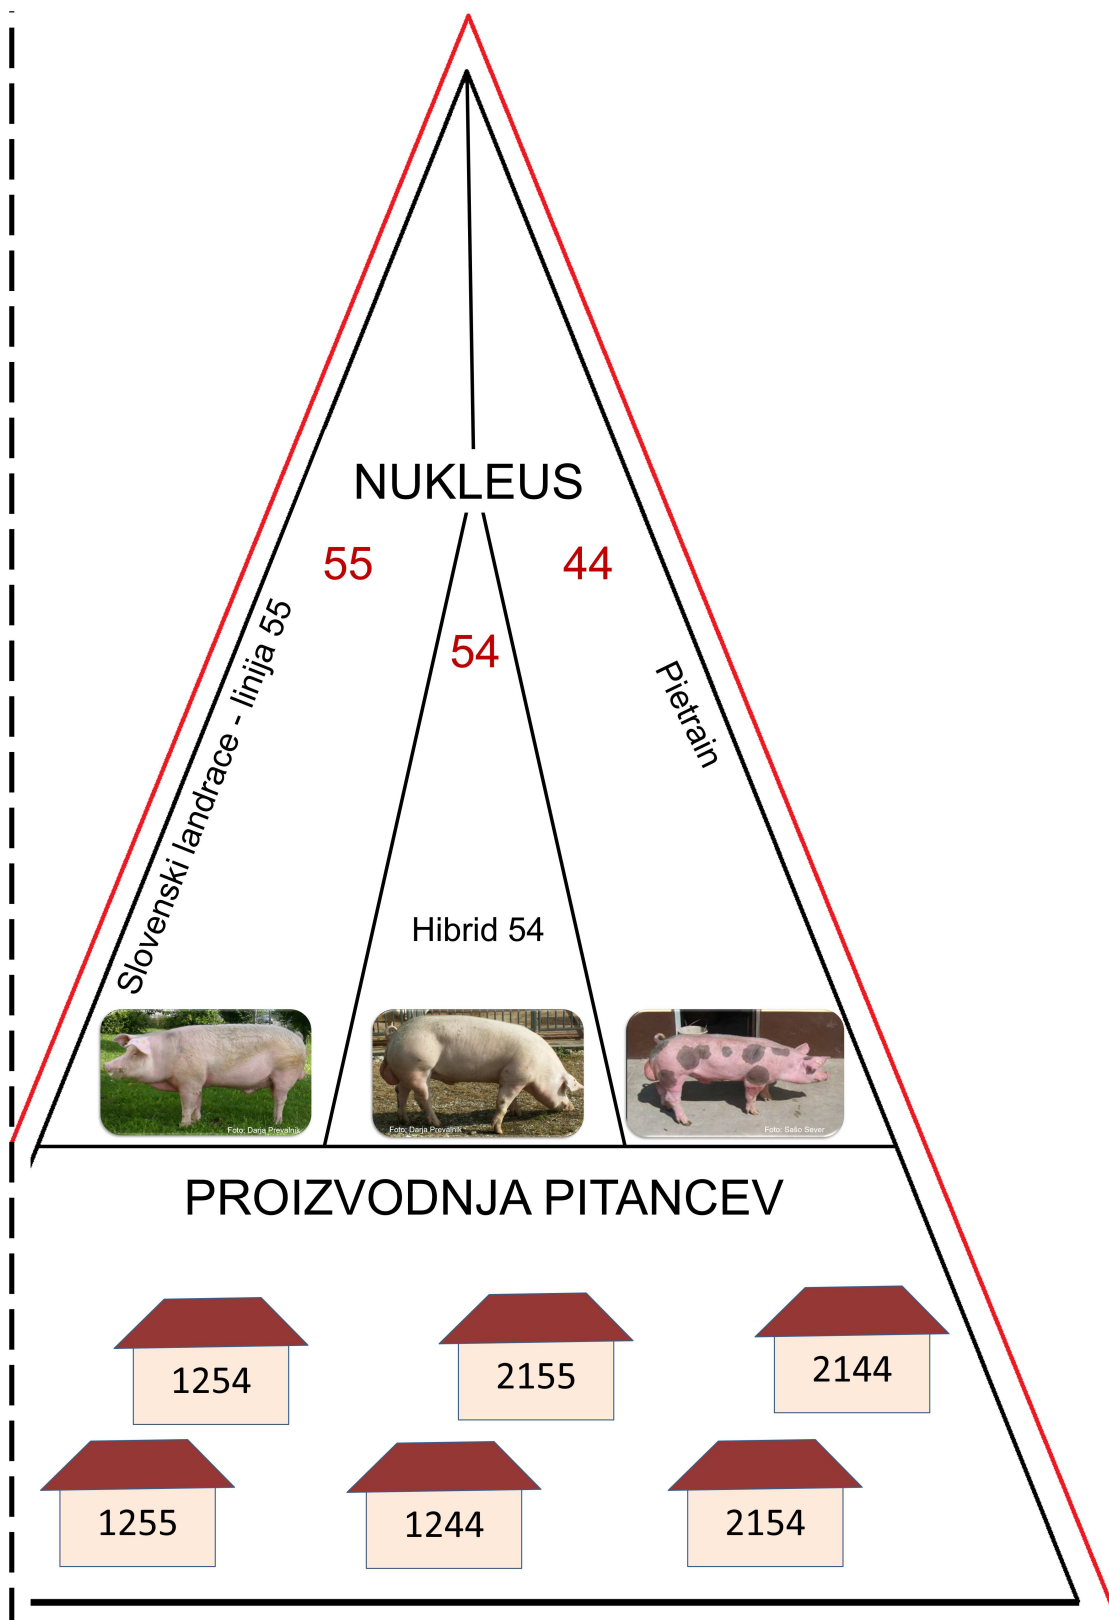 NUKLEUS
55
44
54
Slovenski landrace - linija 55
Pietrain
Hibrid 54
Foto: Darja Prevalnik
Foto: Darja Prevalnik
Foto: Sašo Sever
PROIZVODNJA PITANCEV
1254
2155
2144
1255
1244
2154